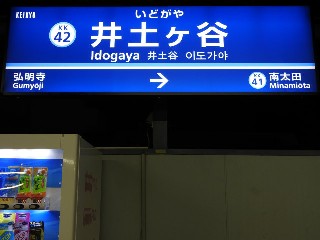 KEIKYU
いどがや
KK
42
井土ヶ谷
Idogaya 井土谷 이도가야
弘明寺
Gumyōji
→
KK
41
南太田
Minamiota